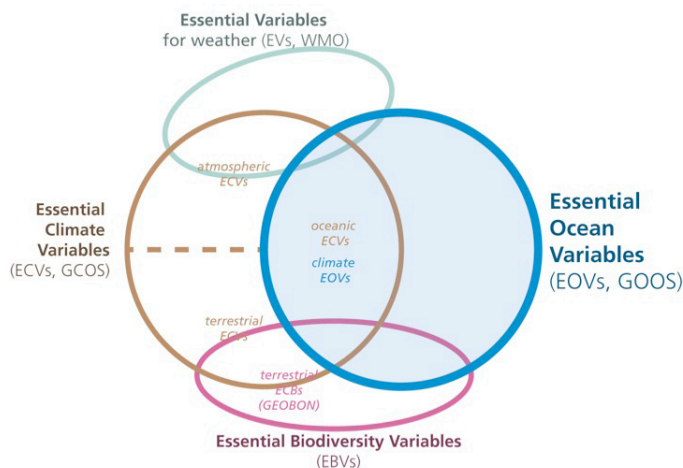 Essential Variables
for weather (EVs, WMO)
atmospheric
ECVs
Essential
Climate
Variables
(ECVs, GCOS)
oceanic
ECVs
climate
EOVs
Essential
Ocean
Variables
(EOVs, GOOS)
terrestrial
ECVs
terrestrial
ECBs
(GEOBON)
Essential Biodiversity Variables
(EBVs)